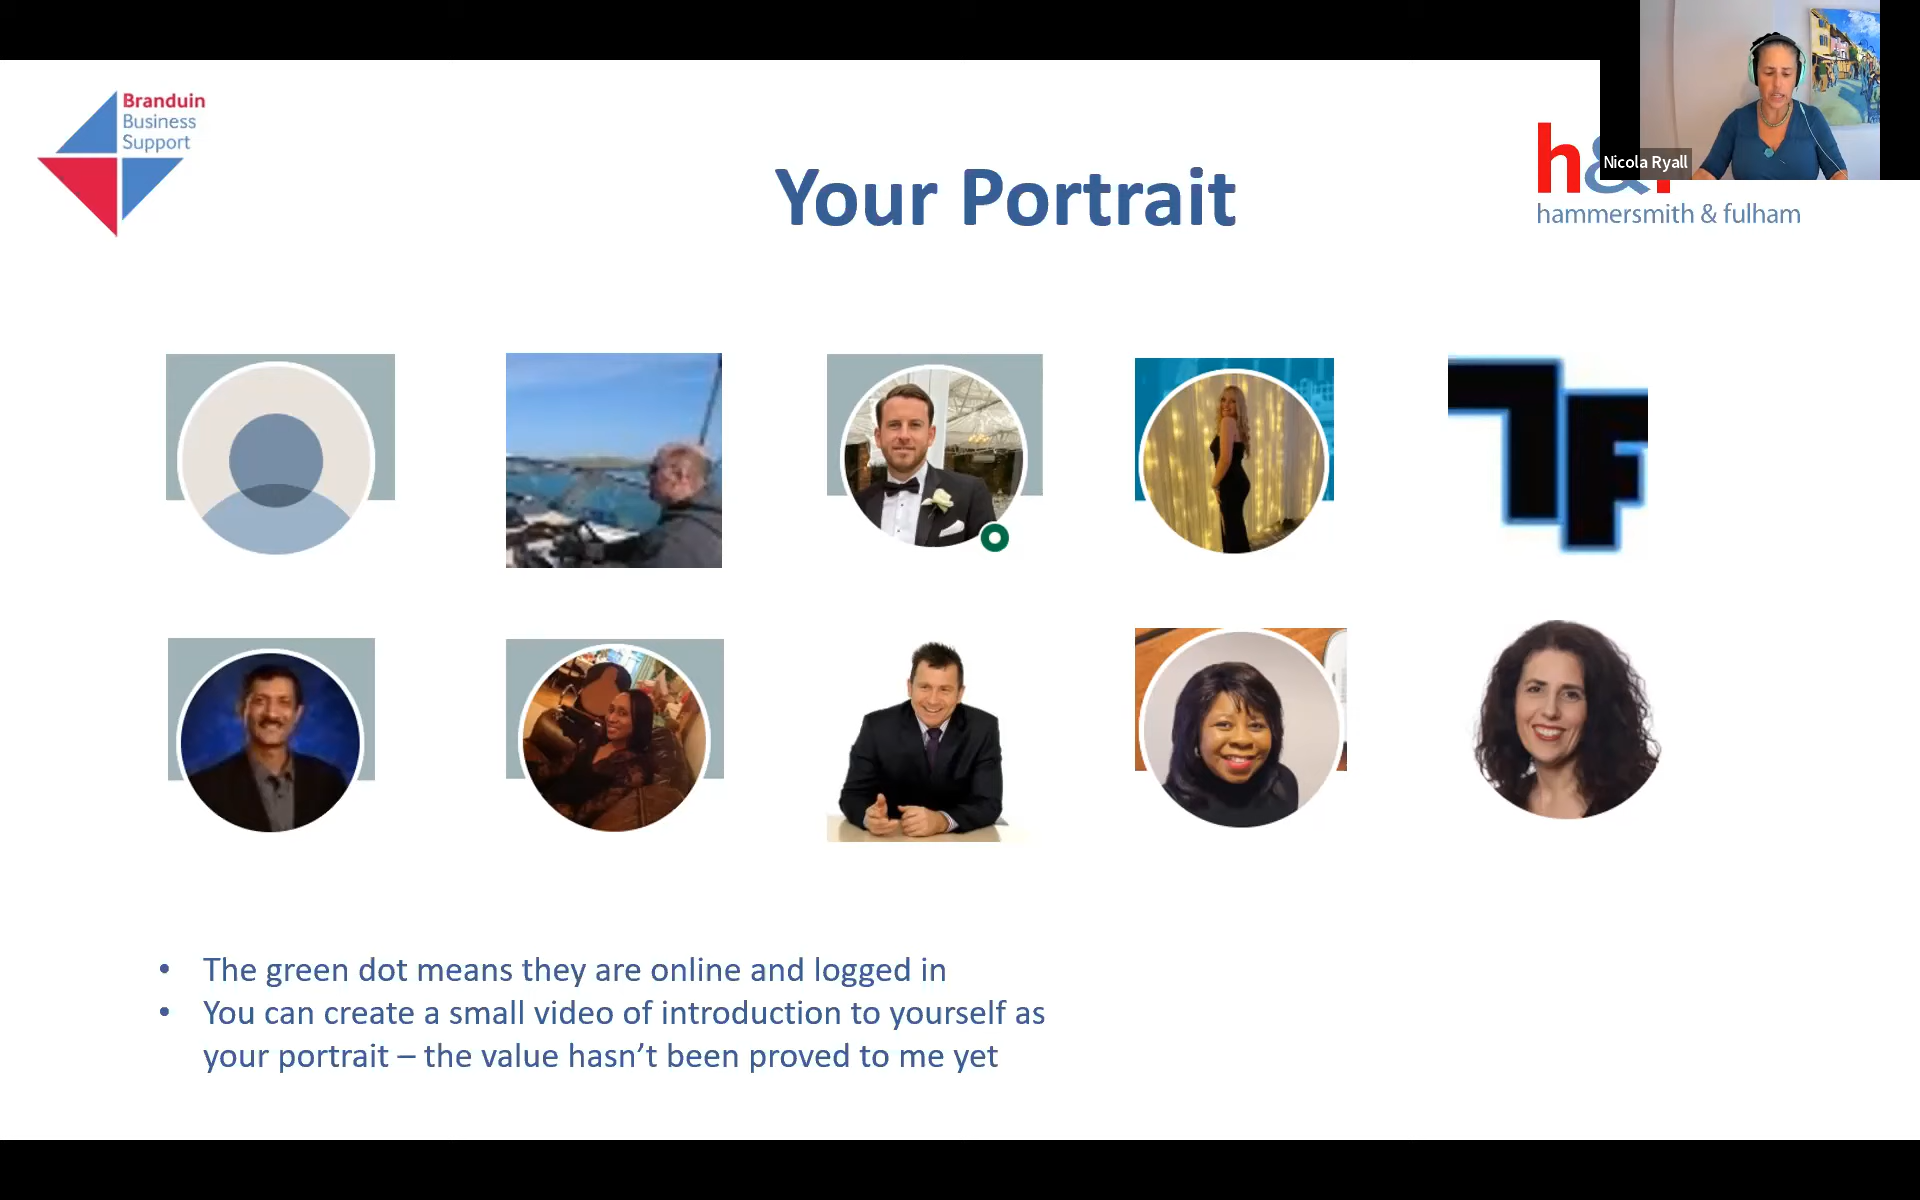 Branduin
Business
Support
Your Portrait
Nicola Ryall
h&f
hammersmith & fulham
• The green dot means they are online and logged in
• You can create a small video of introduction to yourself as
your portrait – the value hasn't been proved to me yet